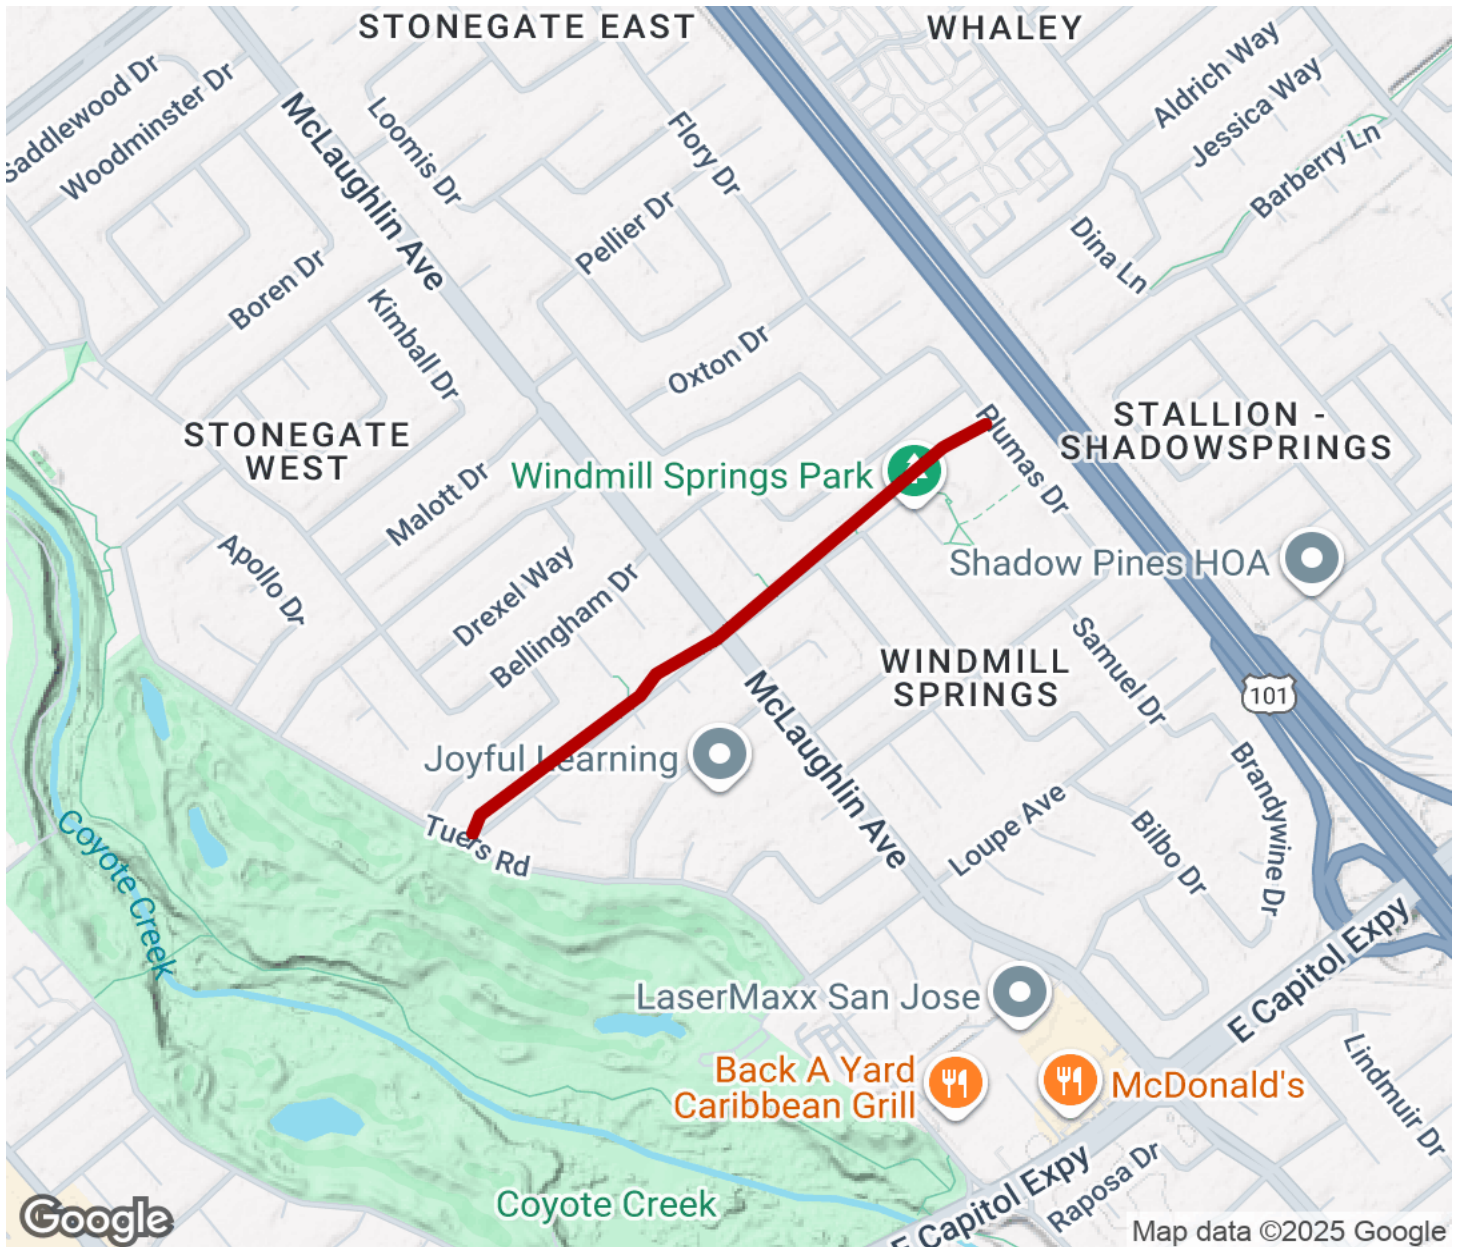 STONEGATE EAST
WHALEY
Saddlewood Dr
Woodminster Dr
McLaughlin Ave
Loomis Dr
Flory Dr
Aldrich Way
Jessica Way
Barberry Ln
Pellier Dr
Dina Ln
Boren Dr
Kimball Dr
Oxton Dr
STONEGATE
WEST
Plumas Dr
STALLION -
SHADOWSPRINGS
Windmill Springs Park
Malott Dr
Apollo Dr
Drexel Way
Bellingham Dr
Shadow Pines HOA
WINDMILL
SPRINGS
Samuel Dr
101
Joyful Learning
McLaughlin Ave
Brandywine Dr
Tuers Rd
Loupe Ave
Bilbo Dr
Coyote Creek
E Capitol Expy
LaserMaxx San Jose
Back A Yard
Caribbean Grill
McDonald's
Lindmuir Dr
Raposa Dr
E Capitol Expy
Coyote Creek
Google
Map data ©2025 Google